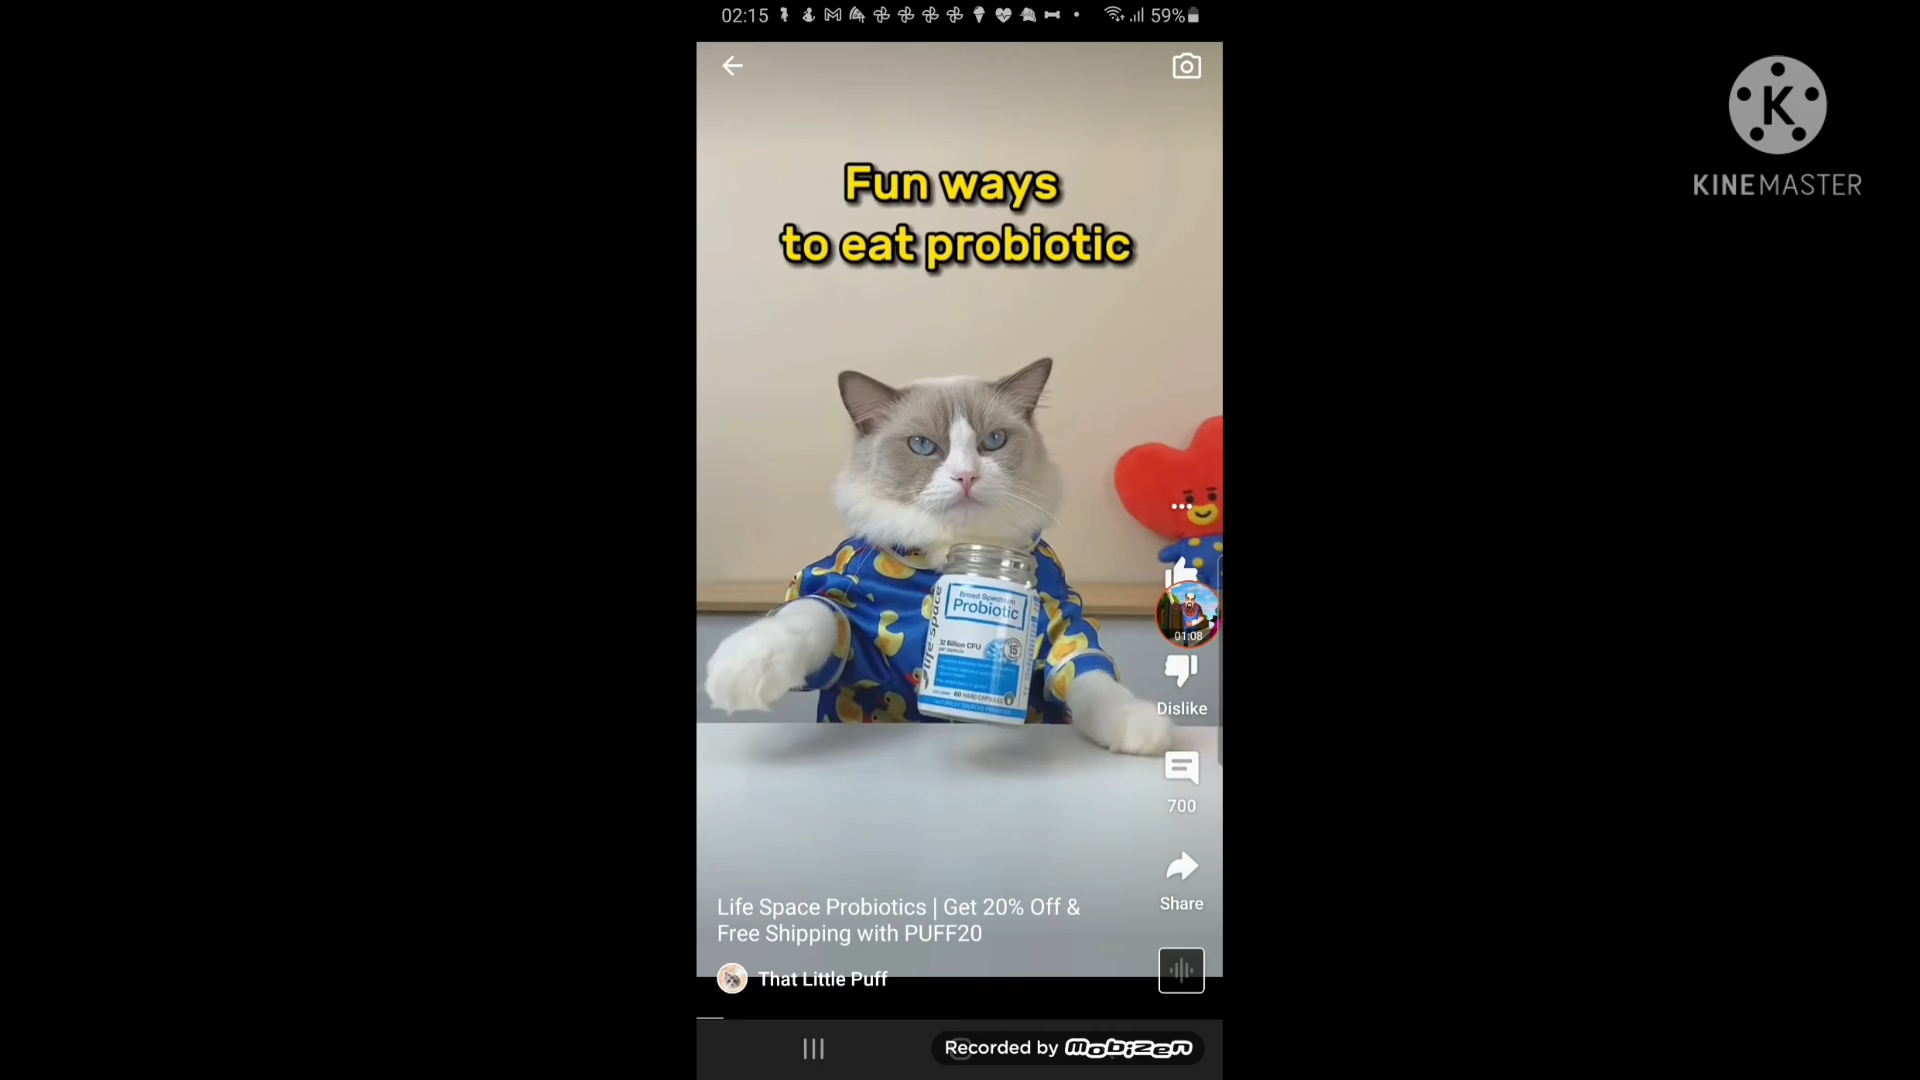 02:15
59%
KINEMASTER
Fun ways
to eat probiotic
life-space
Broad Spectrum
Probiotic
32 Billion CFU
per capsule
15
60 HARD CAPSULES
01:08
Dislike
700
Share
Life Space Probiotics | Get 20% Off &
Free Shipping with PUFF20
That Little Puff
Recorded by Mobizen